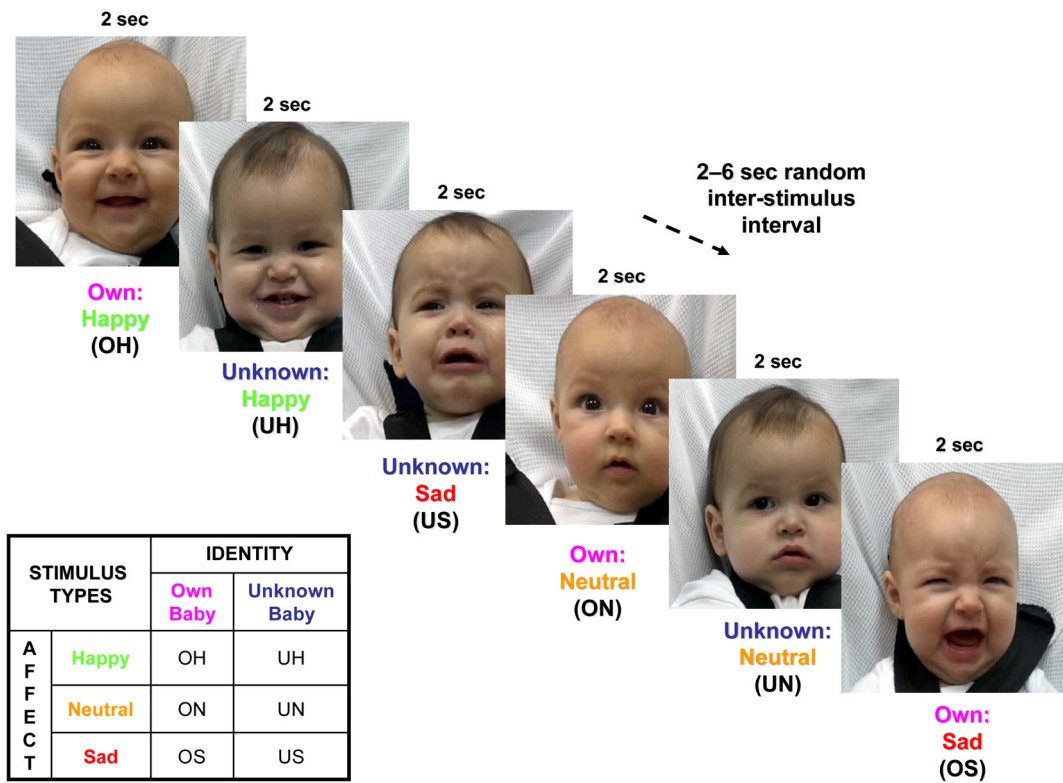 2 sec
2 sec
2 sec
2 sec
2 sec
2 sec
2–6 sec random
inter-stimulus
interval
Own:
Happy
(OH)
Unknown:
Happy
(UH)
Unknown:
Sad
(US)
Own:
Neutral
(ON)
Unknown:
Neutral
(UN)
Own:
Sad
(OS)
STIMULUS
TYPES
IDENTITY
Own
Baby
Unknown
Baby
AFFECT
Happy
OH
UH
Neutral
ON
UN
Sad
OS
US